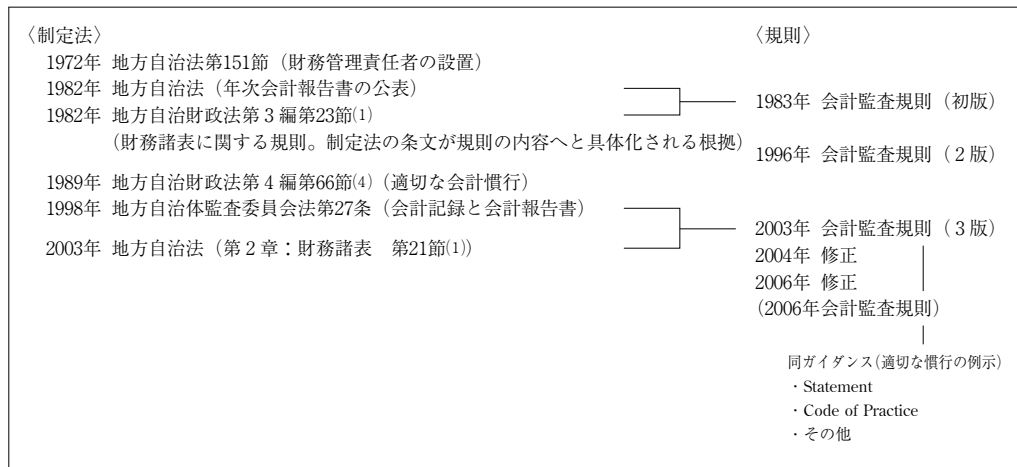 〈制定法〉
1972年 地方自治法第151節（財務管理責任者の設置）
1982年 地方自治法（年次会計報告書の公表）
1982年 地方自治財政法第３編第23節⑴
（財務諸表に関する規則。制定法の条文が規則の内容へと具体化される根拠）
1989年 地方自治財政法第４編第66節⑷（適切な会計慣行）
1998年 地方自治体監査委員会法第27条（会計記録と会計報告書）
2003年 地方自治法（第２章：財務諸表　第21節⑴）
〈規則〉
1983年 会計監査規則（初版）
1996年 会計監査規則（２版）
2003年 会計監査規則（３版）
2004年 修正
2006年 修正
（2006年会計監査規則）
同ガイダンス（適切な慣行の例示）
・Statement
・Code of Practice
・その他